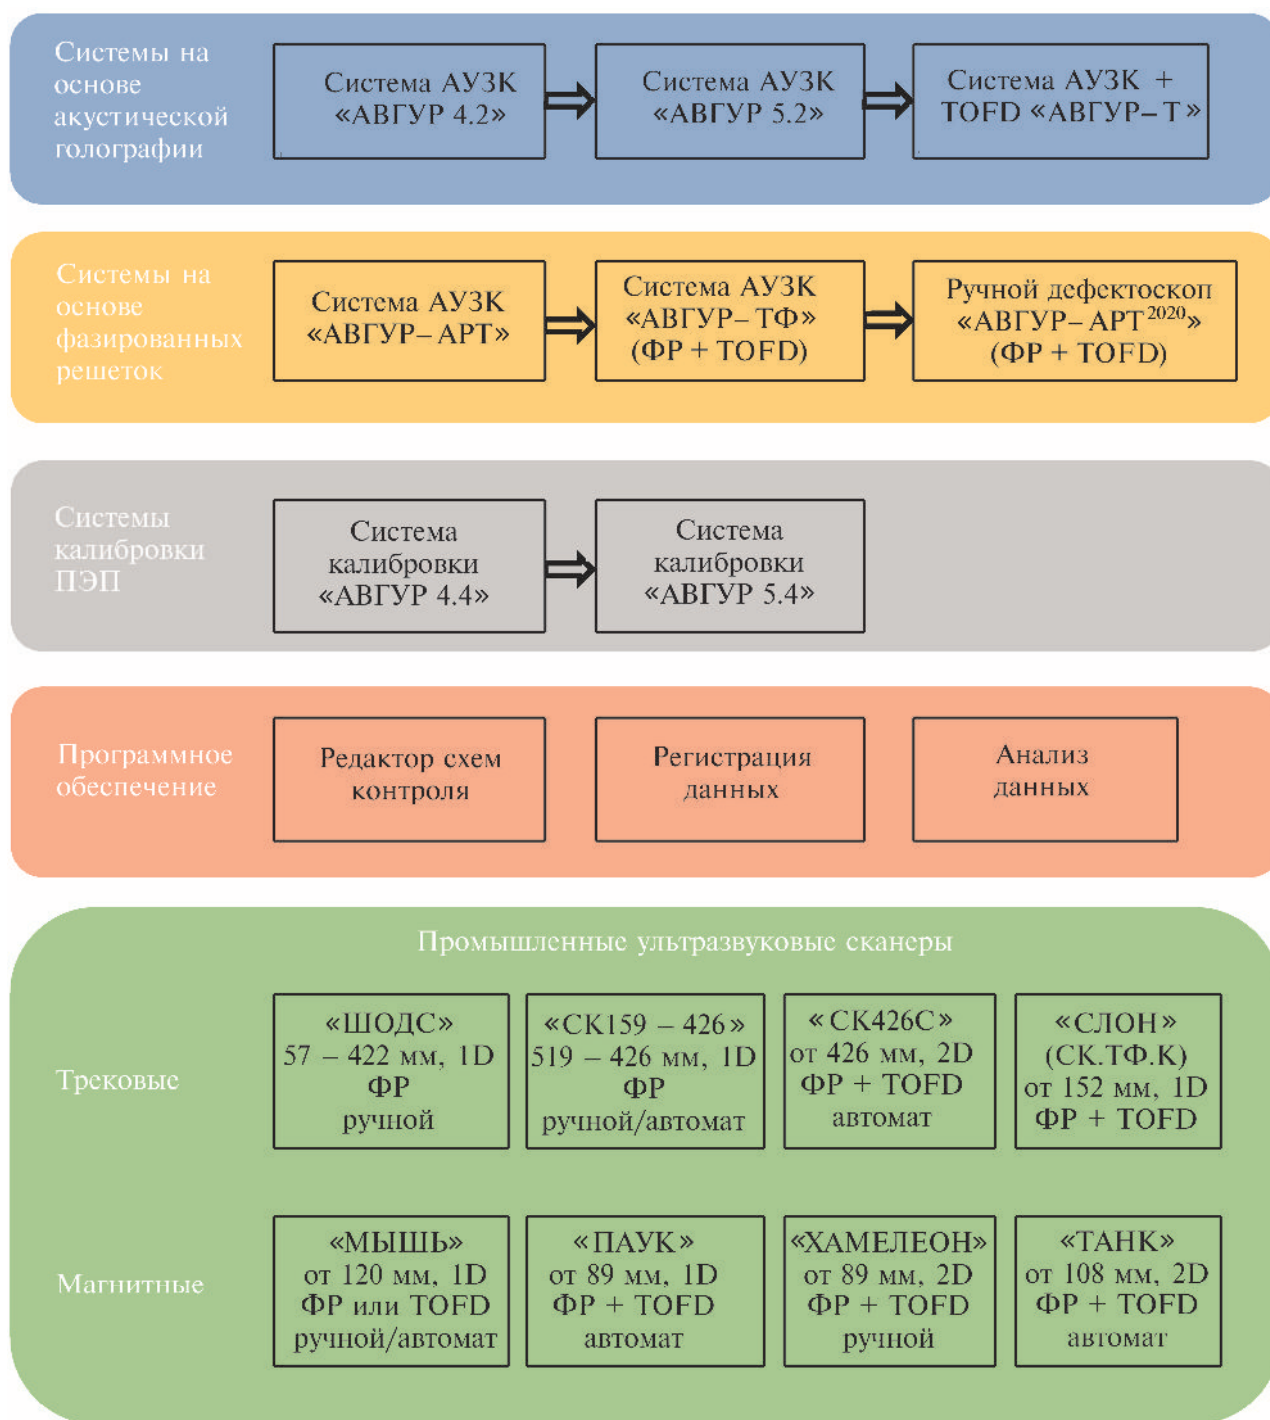 Системы на
основе
акустической
голографии
Система АУЗК
«АВГУР 4.2»
Система АУЗК
«АВГУР 5.2»
Система АУЗК +
TOFD «АВГУР–Т»
Системы на
основе
фазированных
решеток
Система АУЗК
«АВГУР–АРТ»
Система АУЗК
«АВГУР–ТФ»
(ФР + TOFD)
Ручной дефектоскоп
«АВГУР–АРТ²⁰²⁰»
(ФР + TOFD)
Системы
калибровки
ПЭП
Система
калибровки
«АВГУР 4.4»
Система
калибровки
«АВГУР 5.4»
Программное
обеспечение
Редактор схем
контроля
Регистрация
данных
Анализ
данных
Промышленные ультразвуковые сканеры
Трековые
«ШОДС»
57 – 422 мм, 1D
ФР
ручной
«СК159 – 426»
519 – 426 мм, 1D
ФР
ручной/автомат
«СК426С»
от 426 мм, 2D
ФР + TOFD
автомат
«СЛОН»
(СК.ТФ.К)
от 152 мм, 1D
ФР + TOFD
Магнитные
«МЫШЬ»
от 120 мм, 1D
ФР или TOFD
ручной/автомат
«ПАУК»
от 89 мм, 1D
ФР + TOFD
автомат
«ХАМЕЛЕОН»
от 89 мм, 2D
ФР + TOFD
ручной
«ТАНК»
от 108 мм, 2D
ФР + TOFD
автомат